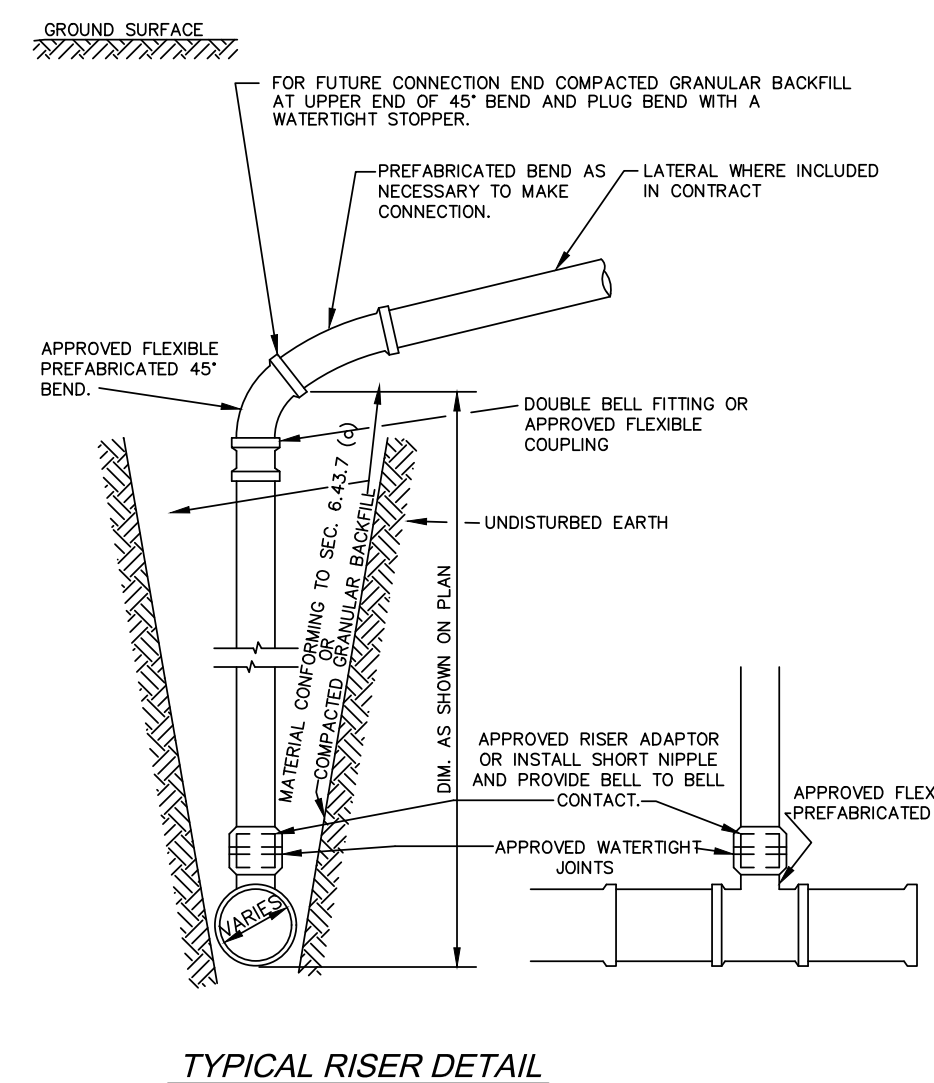 GROUND SURFACE
FOR FUTURE CONNECTION END COMPACTED GRANULAR BACKFILL
AT UPPER END OF 45° BEND AND PLUG BEND WITH A
WATERTIGHT STOPPER.
PREFABRICATED BEND AS
NECESSARY TO MAKE
CONNECTION.
LATERAL WHERE INCLUDED
IN CONTRACT
APPROVED FLEXIBLE
PREFABRICATED 45°
BEND.
DOUBLE BELL FITTING OR
APPROVED FLEXIBLE
COUPLING
UNDISTURBED EARTH
MATERIAL CONFORMING TO SEC. 6.43.7 (d)
OR
COMPACTED GRANULAR BACKFILL
DIM. AS SHOWN ON PLAN
APPROVED RISER ADAPTOR
OR INSTALL SHORT NIPPLE
AND PROVIDE BELL TO BELL
CONTACT.
APPROVED FLEX
PREFABRICATED
APPROVED WATERTIGHT
JOINTS
VARIES
TYPICAL RISER DETAIL